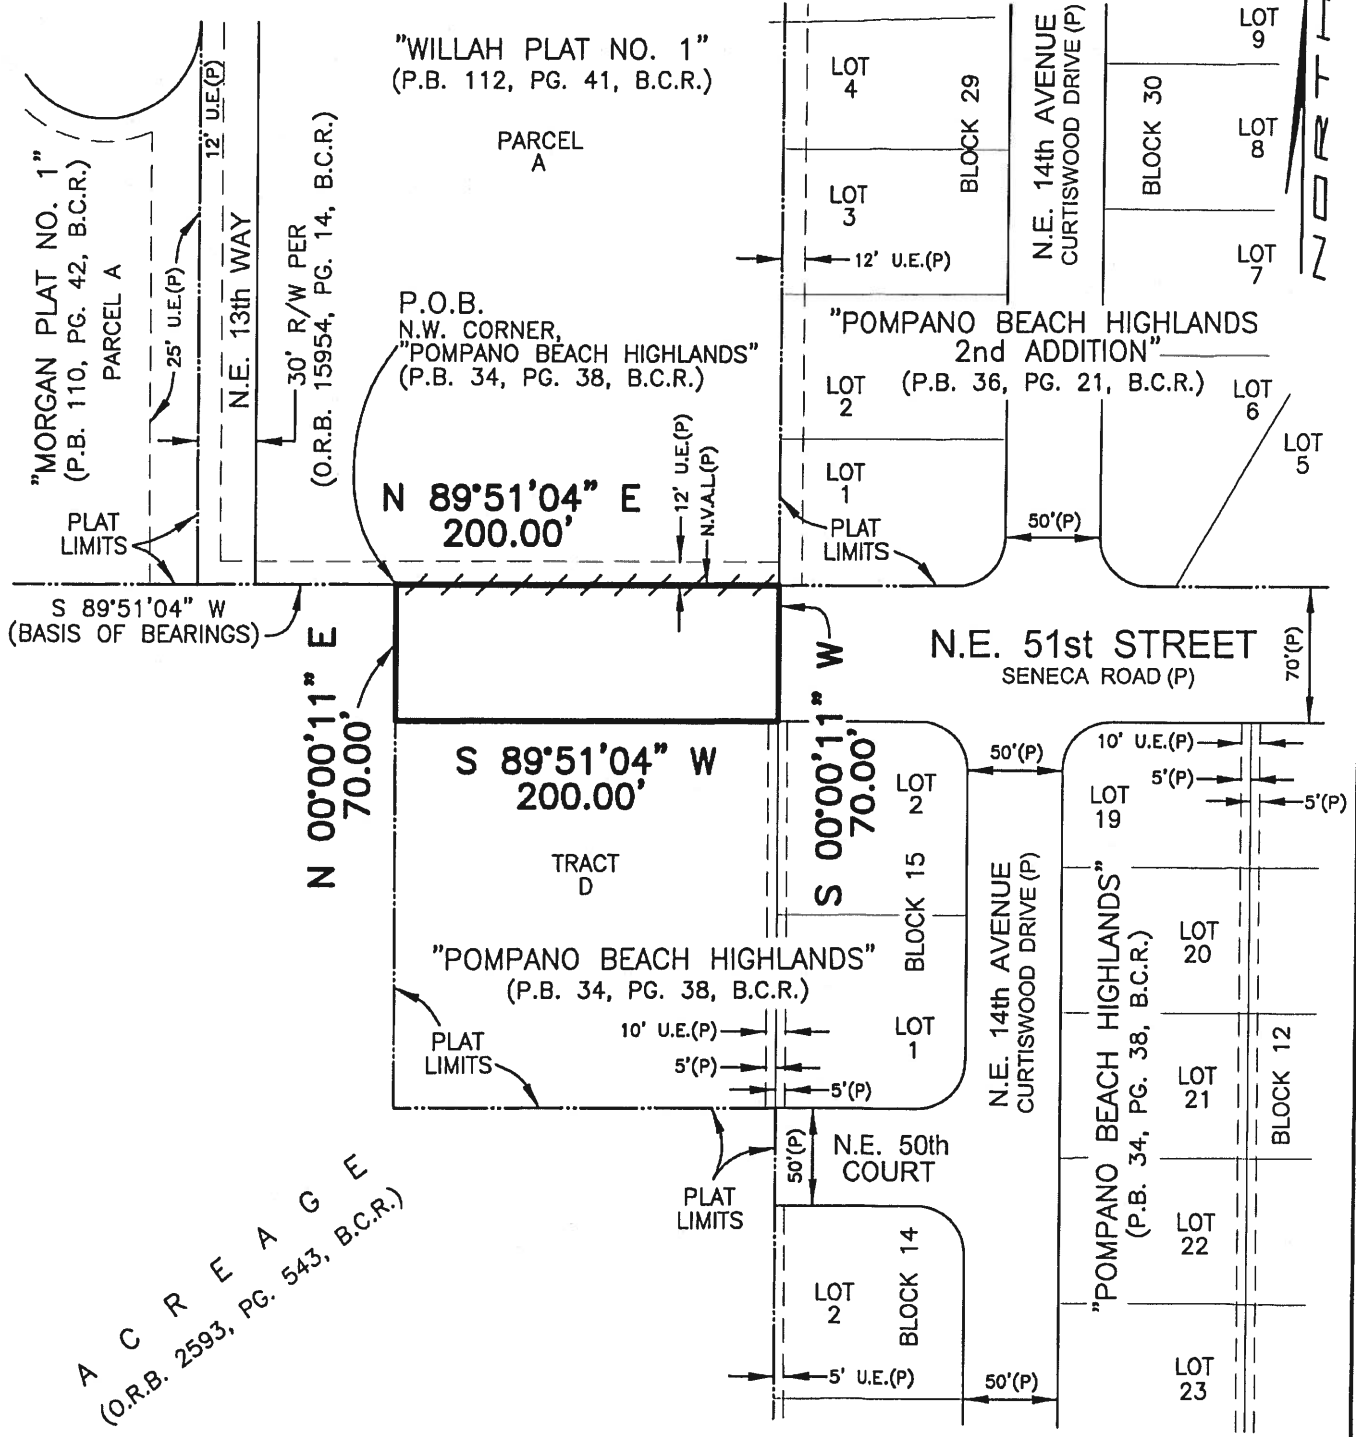 "WILLAH PLAT NO. 1"
(P.B. 112, PG. 41, B.C.R.)
PARCEL
A
12' U.E.(P)
"MORGAN PLAT NO. 1"
(P.B. 110, PG. 42, B.C.R.)
PARCEL A
25' U.E.(P)
N.E. 13th WAY
30' R/W PER
(O.R.B. 15954, PG. 14, B.C.R.)
LOT
4
LOT
3
BLOCK 29
N.E. 14th AVENUE
CURTISWOOD DRIVE (P)
BLOCK 30
LOT
9
LOT
8
LOT
7
NORTH
12' U.E.(P)
P.O.B.
N.W. CORNER,
"POMPANO BEACH HIGHLANDS"
(P.B. 34, PG. 38, B.C.R.)
"POMPANO BEACH HIGHLANDS
2nd ADDITION"
(P.B. 36, PG. 21, B.C.R.)
LOT
2
LOT
6
LOT
5
LOT
1
12' U.E.(P)
N.V.A.L.(P)
N 89°51'04" E
200.00'
PLAT
LIMITS
PLAT
LIMITS
50'(P)
S 89°51'04" W
(BASIS OF BEARINGS)
N 00°00'11" E
70.00'
S 00°00'11" W
70.00'
N.E. 51st STREET
SENECA ROAD (P)
70'(P)
S 89°51'04" W
200.00'
TRACT
D
LOT
2
50'(P)
10' U.E.(P)
5'(P)
5'(P)
LOT
19
BLOCK 15
N.E. 14th AVENUE
CURTISWOOD DRIVE (P)
"POMPANO BEACH HIGHLANDS"
(P.B. 34, PG. 38, B.C.R.)
LOT
20
"POMPANO BEACH HIGHLANDS"
(P.B. 34, PG. 38, B.C.R.)
10' U.E.(P)
5'(P)
5'(P)
LOT
1
PLAT
LIMITS
LOT
21
BLOCK 12
50'(P)
N.E. 50th
COURT
PLAT
LIMITS
LOT
22
LOT
2
BLOCK 14
5' U.E.(P)
50'(P)
LOT
23
ACREAGE
(O.R.B. 2593, PG. 543, B.C.R.)